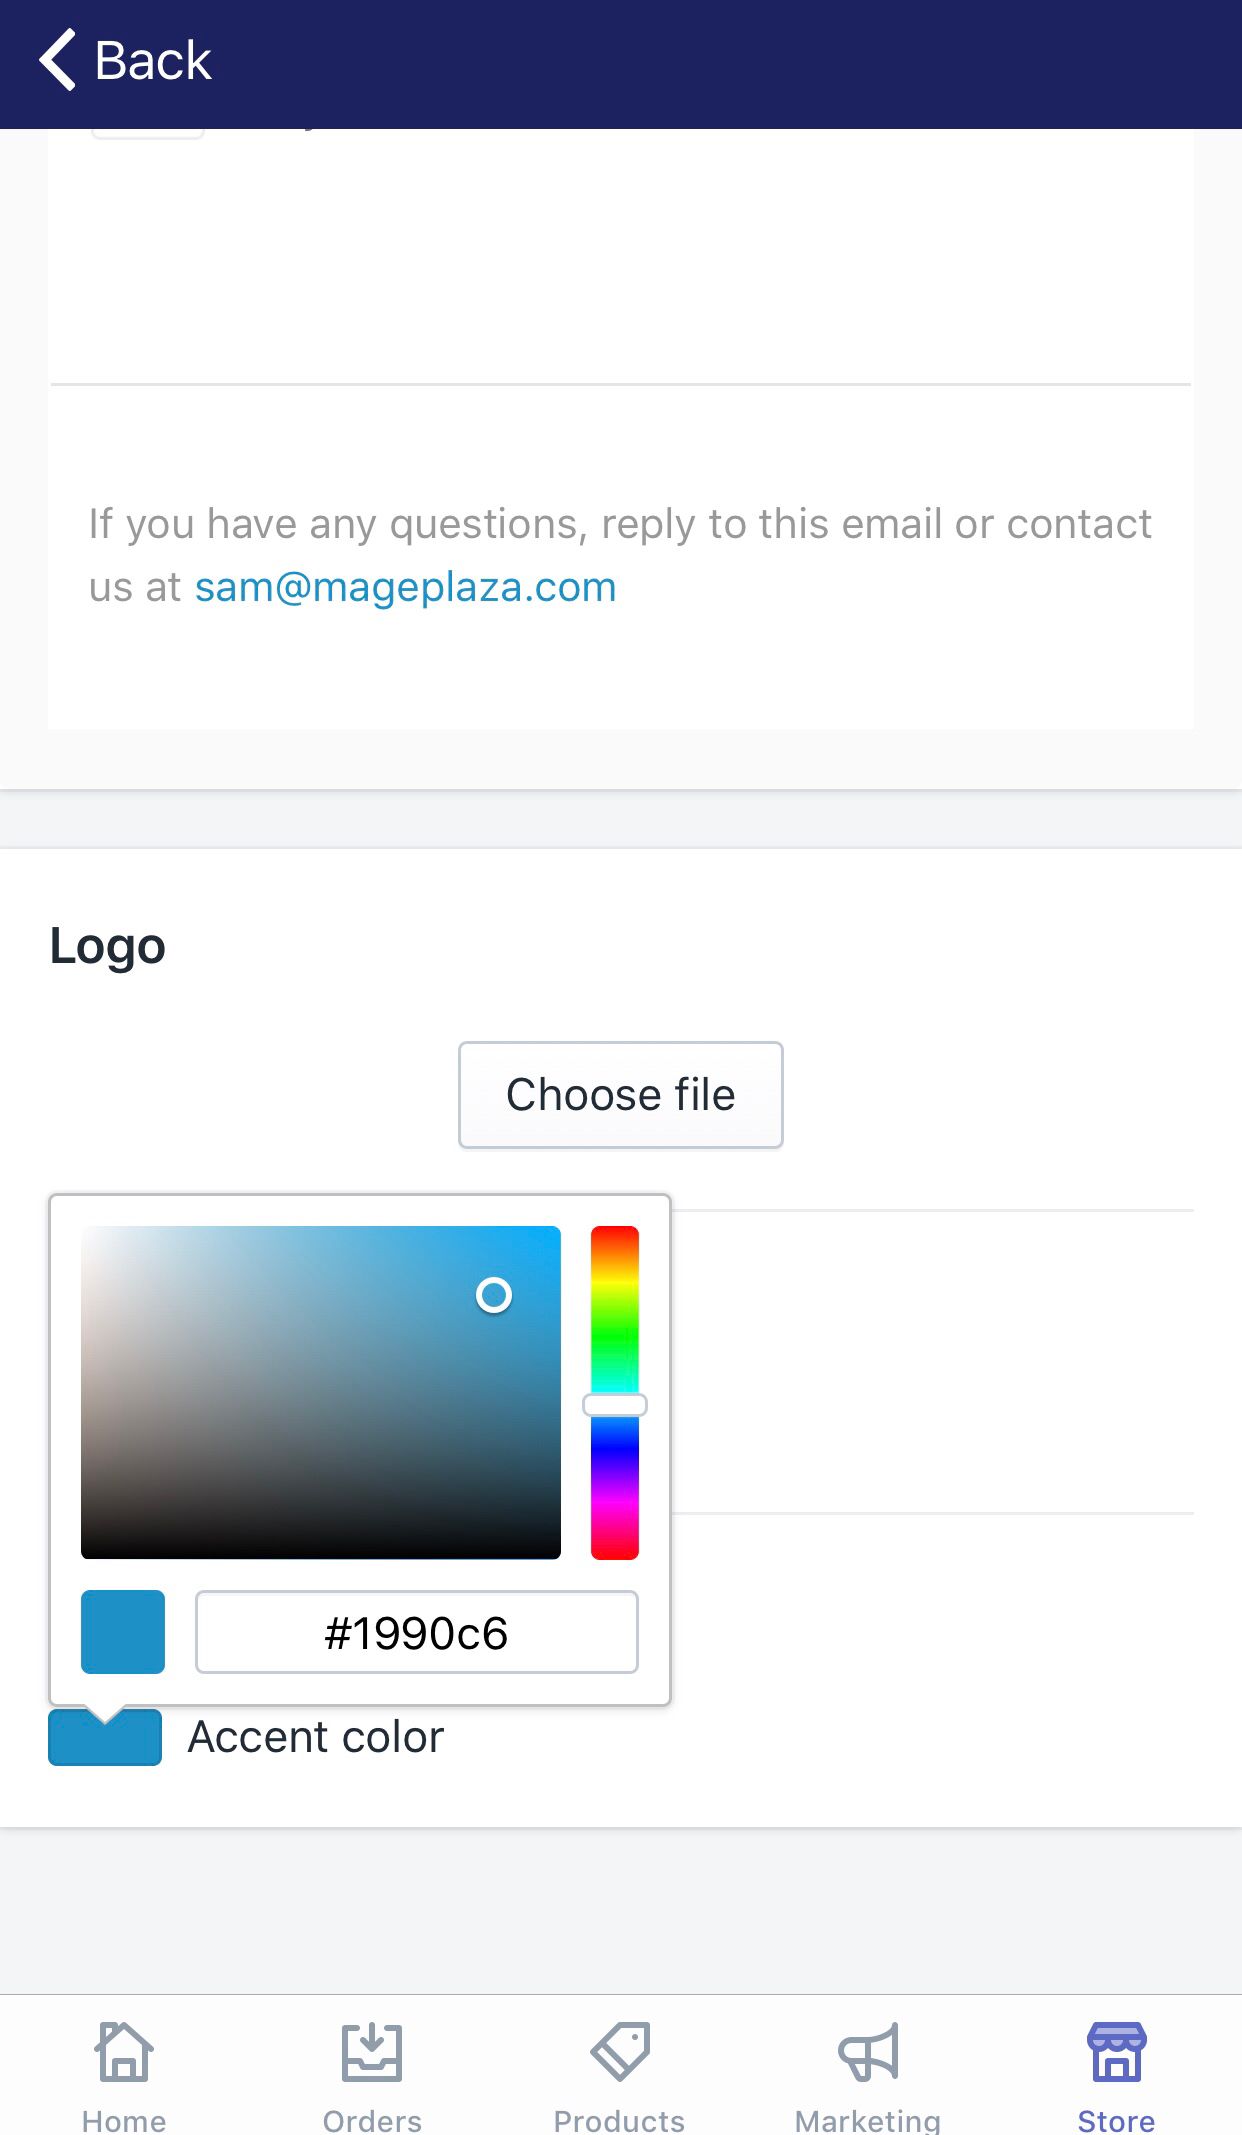 Back
If you have any questions, reply to this email or contact
us at sam@mageplaza.com
Logo
Choose file
#1990c6
Accent color
Home
Orders
Products
Marketing
Store